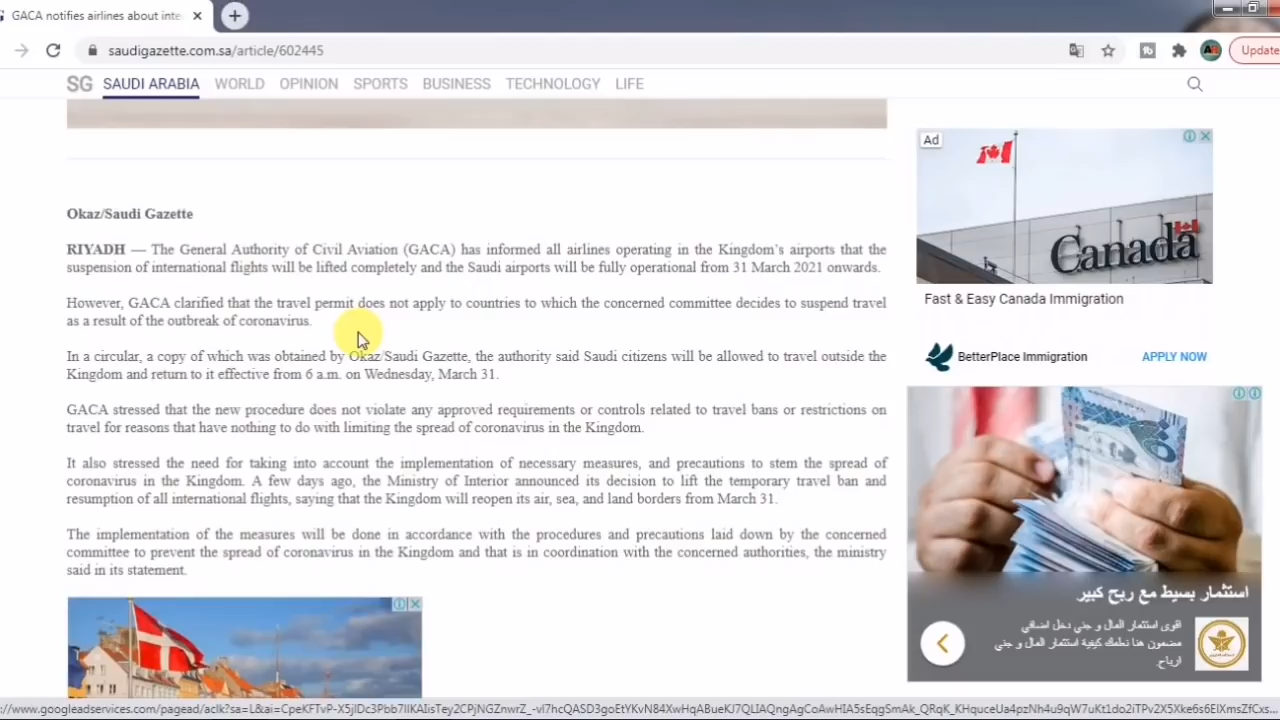 GACA notifies airlines about inte
saudigazette.com.sa/article/602445
Update
SG SAUDI ARABIA WORLD OPINION SPORTS BUSINESS TECHNOLOGY LIFE
Okaz/Saudi Gazette
RIYADH — The General Authority of Civil Aviation (GACA) has informed all airlines operating in the Kingdom's airports that the
suspension of international flights will be lifted completely and the Saudi airports will be fully operational from 31 March 2021 onwards.
However, GACA clarified that the travel permit does not apply to countries to which the concerned committee decides to suspend travel
as a result of the outbreak of coronavirus.
In a circular, a copy of which was obtained by Okaz/Saudi Gazette, the authority said Saudi citizens will be allowed to travel outside the
Kingdom and return to it effective from 6 a.m. on Wednesday, March 31.
GACA stressed that the new procedure does not violate any approved requirements or controls related to travel bans or restrictions on
travel for reasons that have nothing to do with limiting the spread of coronavirus in the Kingdom.
It also stressed the need for taking into account the implementation of necessary measures, and precautions to stem the spread of
coronavirus in the Kingdom. A few days ago, the Ministry of Interior announced its decision to lift the temporary travel ban and
resumption of all international flights, saying that the Kingdom will reopen its air, sea, and land borders from March 31.
The implementation of the measures will be done in accordance with the procedures and precautions laid down by the concerned
committee to prevent the spread of coronavirus in the Kingdom and that is in coordination with the concerned authorities, the ministry
said in its statement.
Ad
Canada
Fast & Easy Canada Immigration
BetterPlace Immigration APPLY NOW
استثمار بسيط مع ربح كبير
اقوى استثمار المال و جني دخل اضافي
مضمون هنا نعلمك كيفية استثمار المال و جني
ارباح.